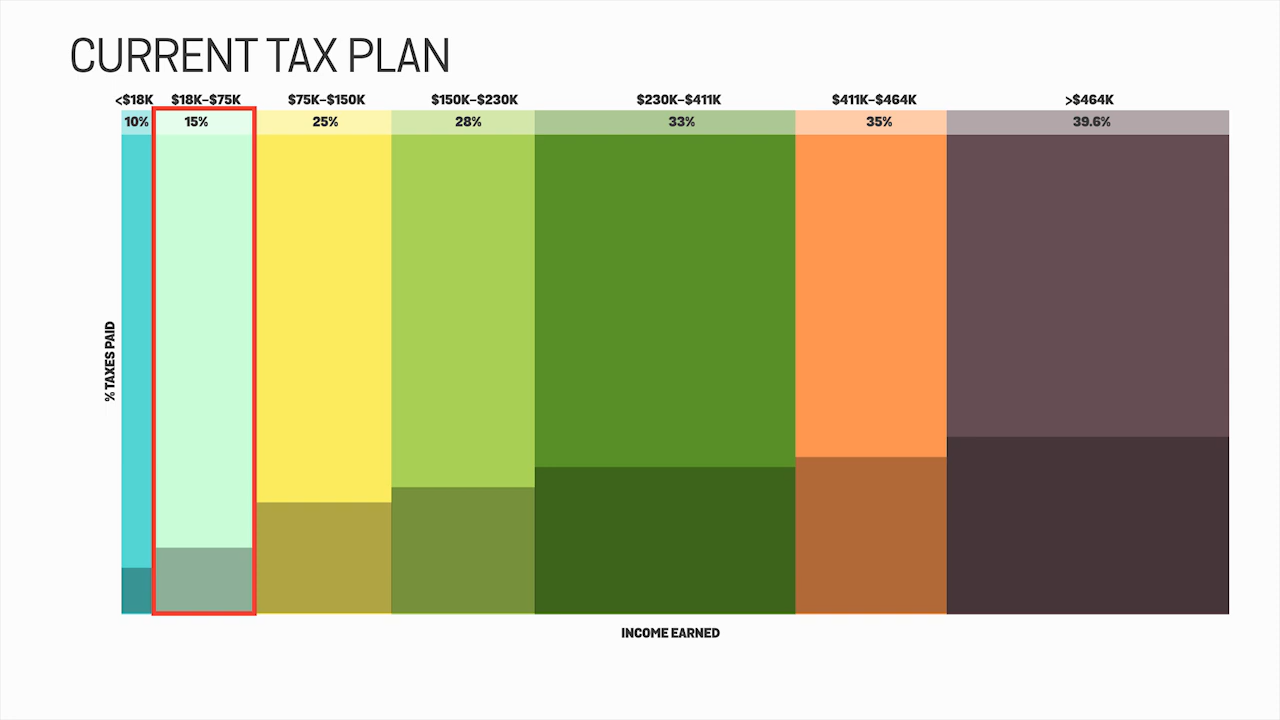 CURRENT TAX PLAN
<$18K $18K–$75K $75K–$150K $150K–$230K $230K–$411K $411K–$464K >$464K
10% 15% 25% 28% 33% 35% 39.6%
% TAXES PAID
INCOME EARNED